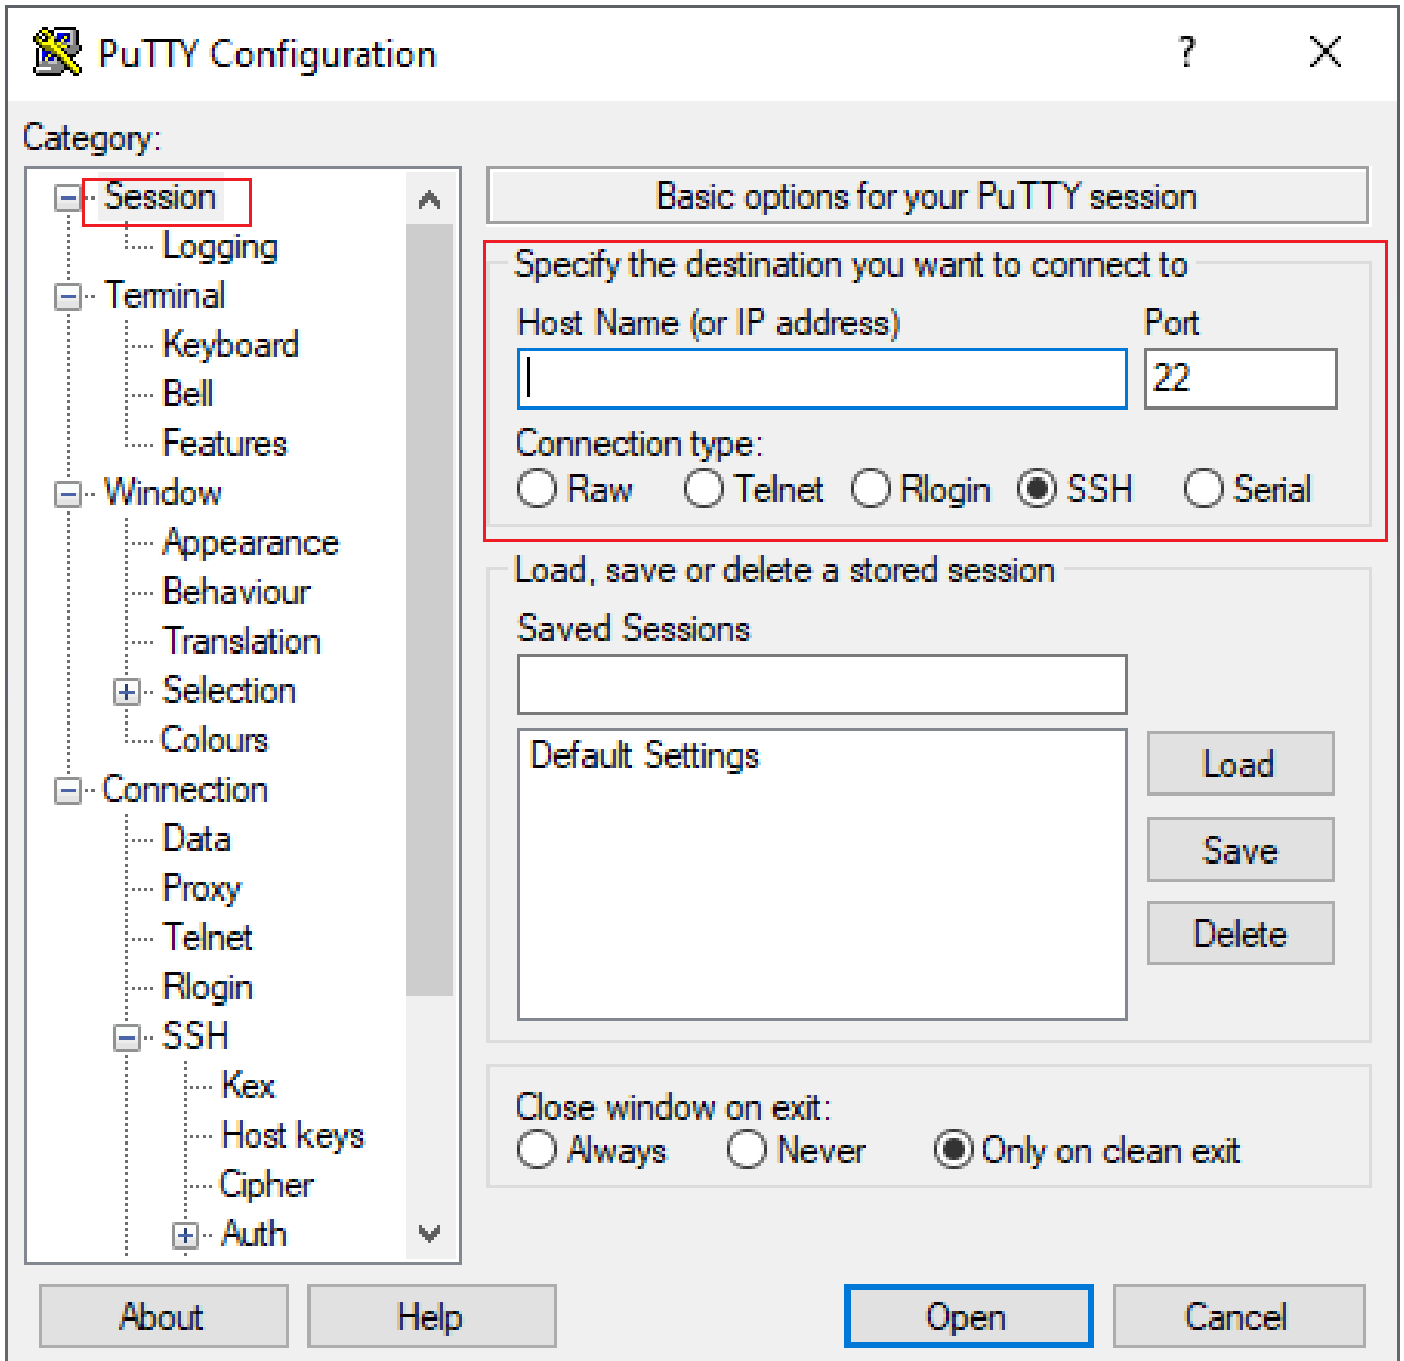 PuTTY Configuration
?
Category:
Session
Logging
Terminal
Keyboard
Bell
Features
Window
Appearance
Behaviour
Translation
Selection
Colours
Connection
Data
Proxy
Telnet
Rlogin
SSH
Kex
Host keys
Cipher
Auth
Basic options for your PuTTY session
Specify the destination you want to connect to
Host Name (or IP address) Port
22
Connection type:
Raw Telnet Rlogin SSH Serial
Load, save or delete a stored session
Saved Sessions
Default Settings
Load
Save
Delete
Close window on exit:
Always Never Only on clean exit
About Help Open Cancel